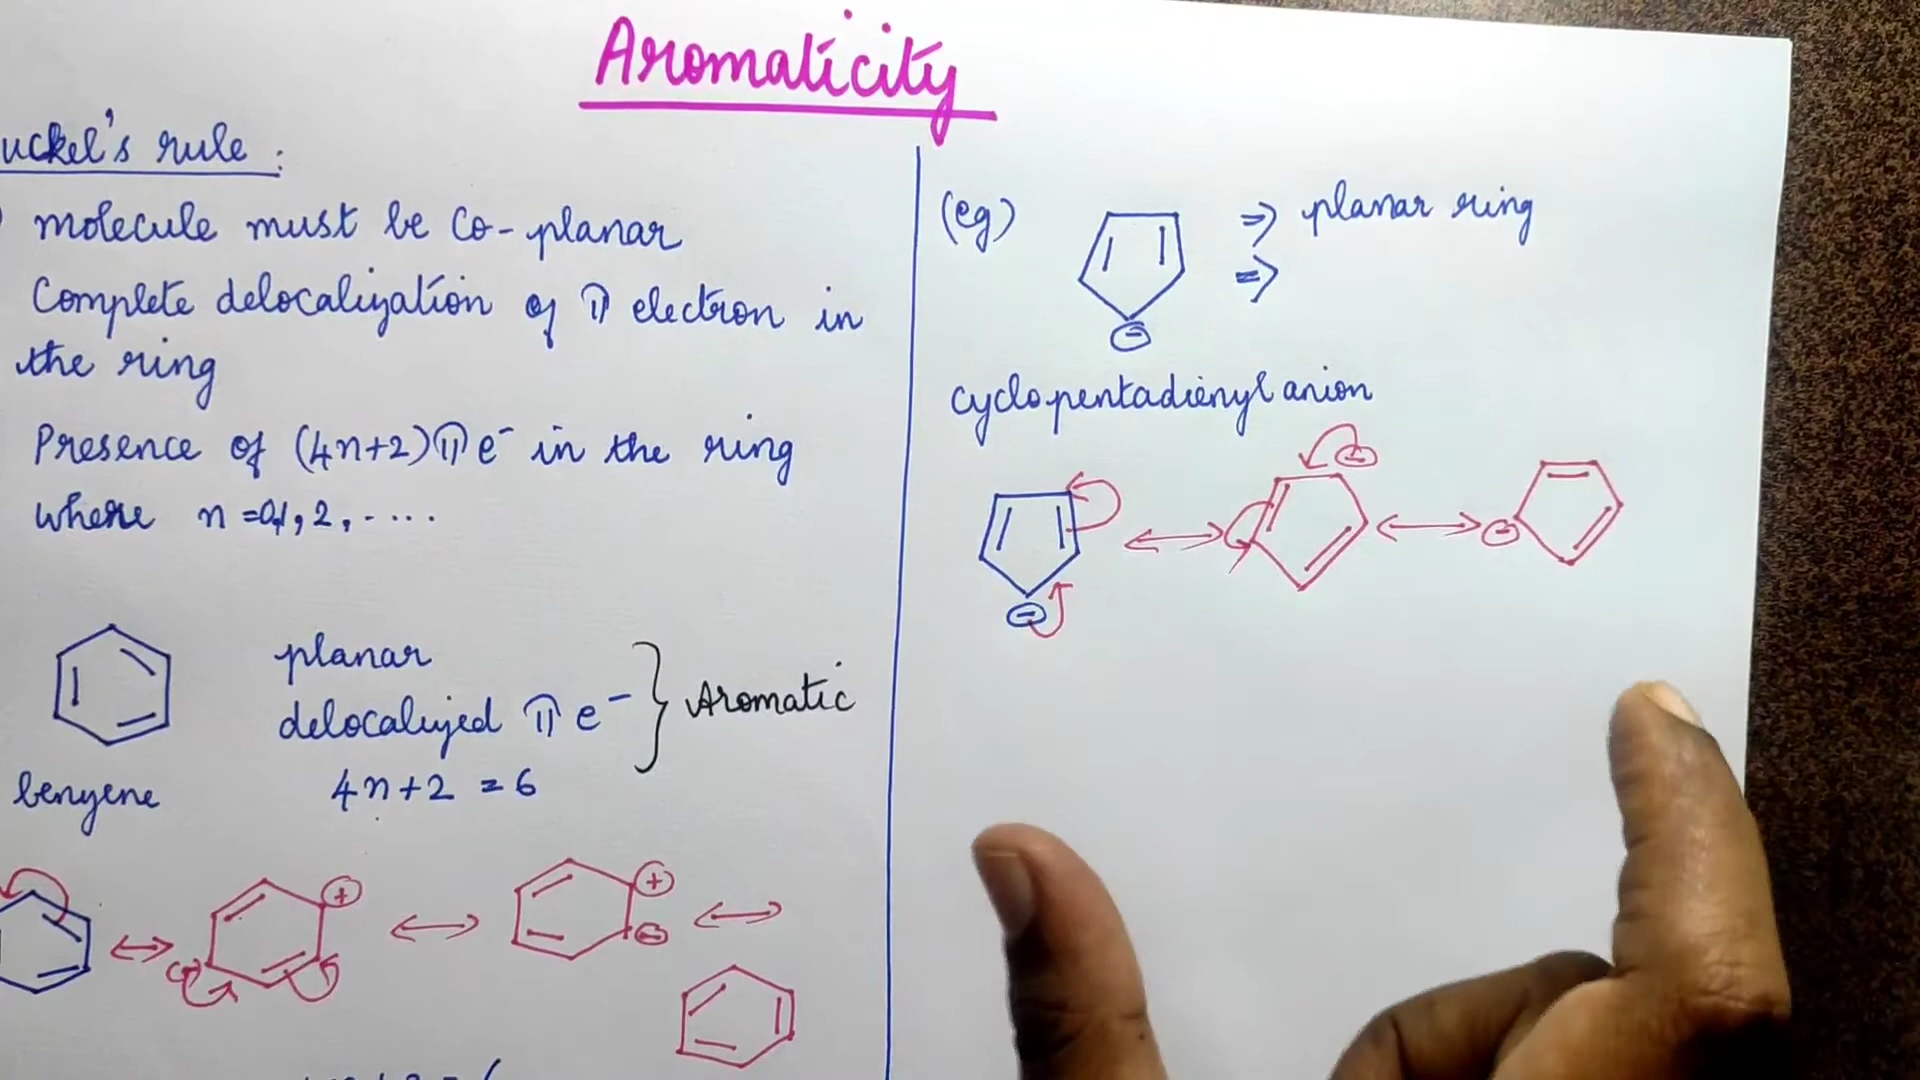 Aromaticity
uckel's rule :
molecule must be Co-planar
Complete delocalization of π electron in
the ring
Presence of (4n+2)π e⁻ in the ring
where n = 0,1, 2, - ....
planar
delocalized π e⁻
Aromatic
4n+2 = 6
benzene
(eg)
⇒ planar ring
⇒
cyclopentadienyl anion